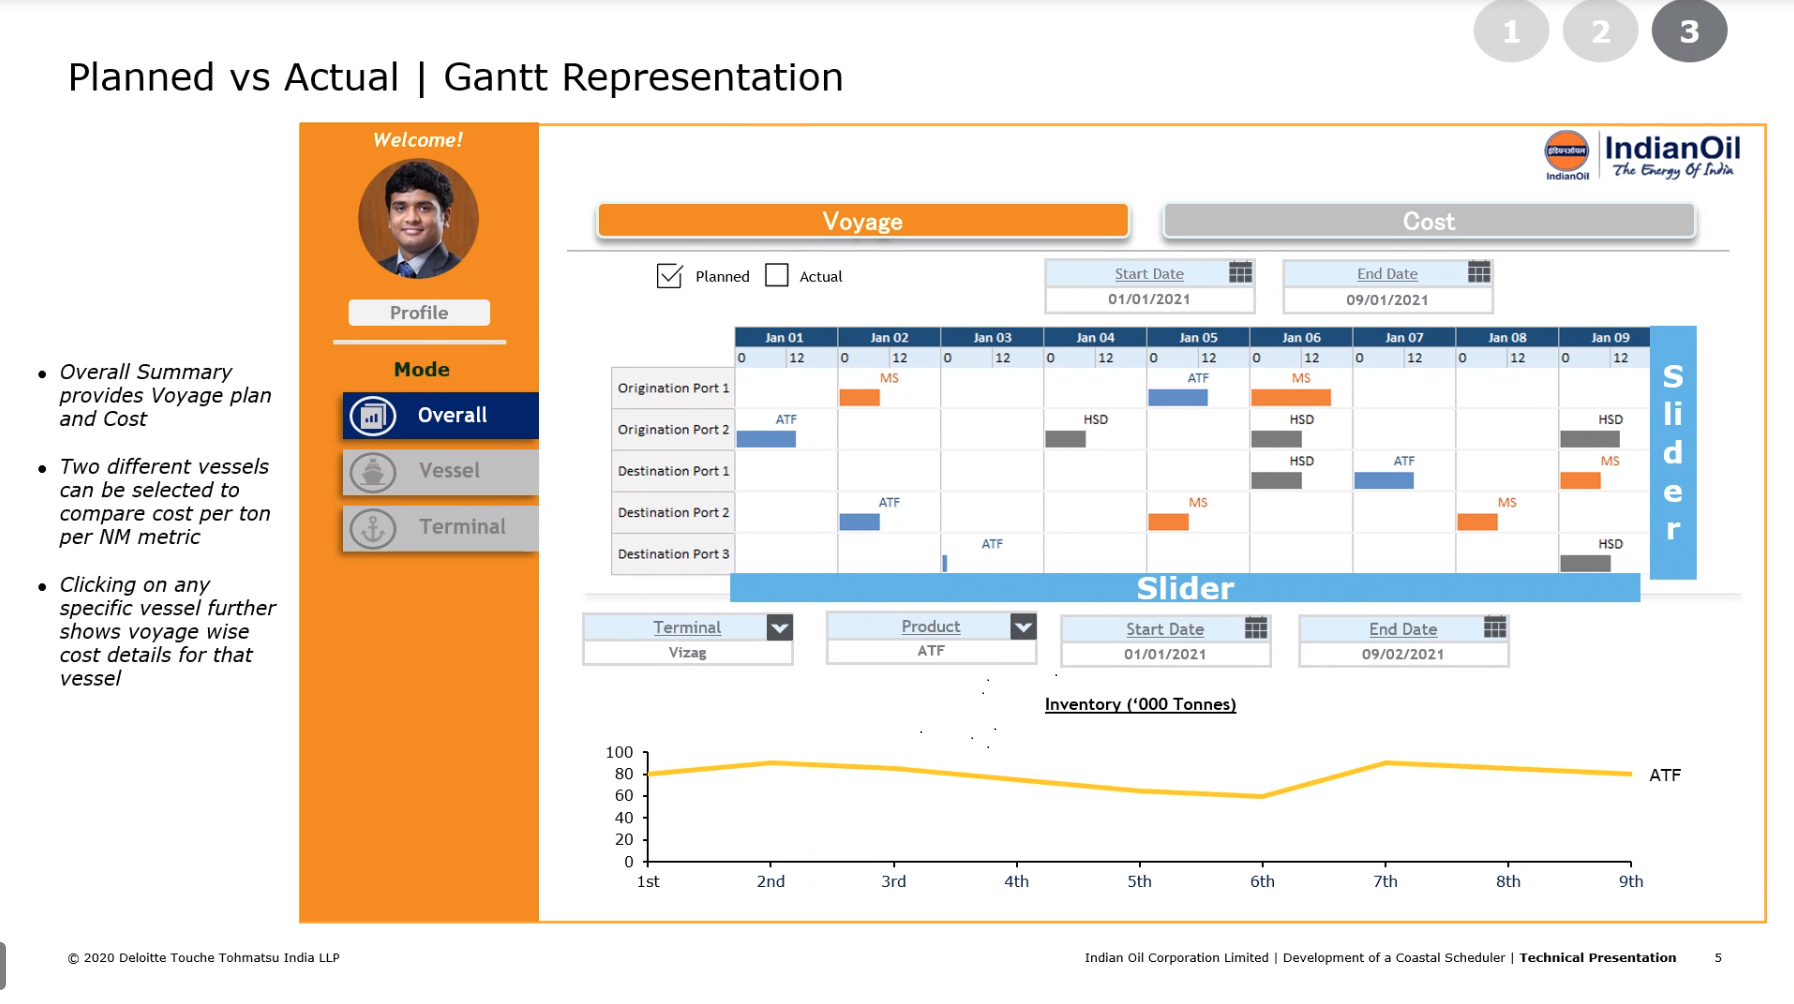 1 2 3
Planned vs Actual | Gantt Representation
Welcome!
Profile
Mode
Overall
Vessel
Terminal
• Overall Summary
provides Voyage plan
and Cost
• Two different vessels
can be selected to
compare cost per ton
per NM metric
• Clicking on any
specific vessel further
shows voyage wise
cost details for that
vessel
इंडियनऑयल
IndianOil
IndianOil
The Energy Of India
Voyage
Cost
Planned
Actual
Start Date
01/01/2021
End Date
09/01/2021
Jan 01 Jan 02 Jan 03 Jan 04 Jan 05 Jan 06 Jan 07 Jan 08 Jan 09
0 12 0 12 0 12 0 12 0 12 0 12 0 12 0 12 0 12
Origination Port 1 MS ATF MS
Origination Port 2 ATF HSD HSD HSD
Destination Port 1 HSD ATF MS
Destination Port 2 ATF MS MS
Destination Port 3 ATF HSD
S
li
d
e
r
Slider
Terminal
Vizag
Product
ATF
Start Date
01/01/2021
End Date
09/02/2021
Inventory (‘000 Tonnes)
100
80
60
40
20
0
ATF
1st 2nd 3rd 4th 5th 6th 7th 8th 9th
© 2020 Deloitte Touche Tohmatsu India LLP
Indian Oil Corporation Limited | Development of a Coastal Scheduler | Technical Presentation 5